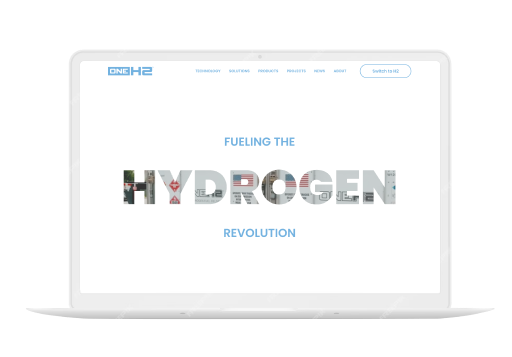 ONE H2
TECHNOLOGY SOLUTIONS PRODUCTS PROJECTS NEWS ABOUT Switch to H2
FUELING THE
HYDROGEN
REVOLUTION